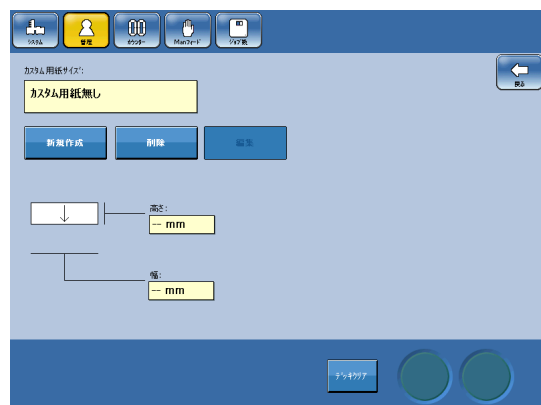 システム
管理
カウンター
Manフィード
ジョブ表
カスタム用紙サイズ:
戻る
カスタム用紙無し
新規作成
削除
編集
高さ:
-- mm
幅:
-- mm
デッキクリア